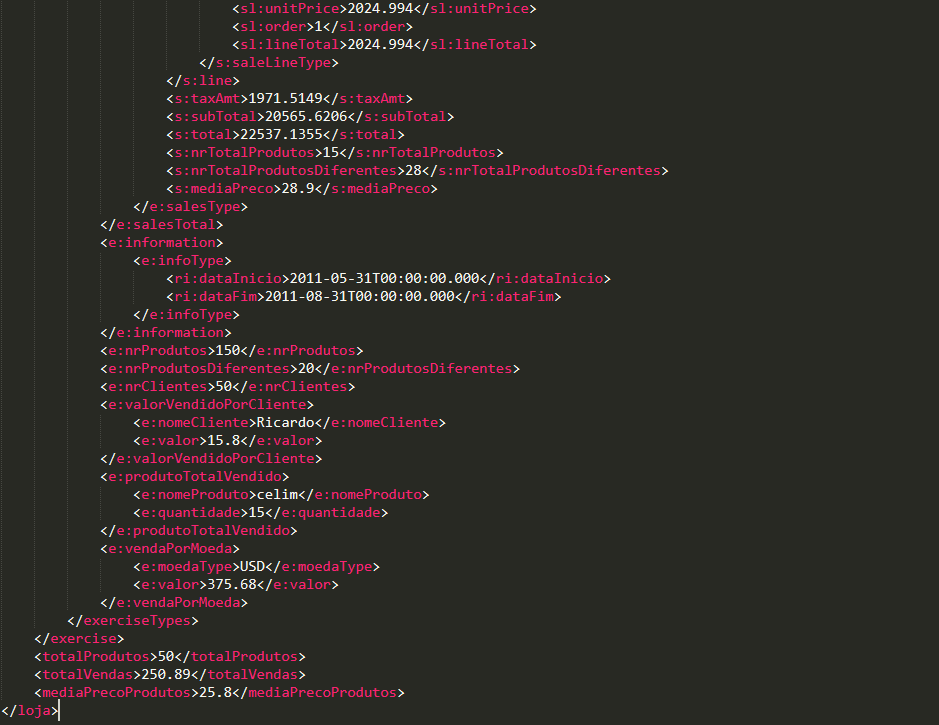 <sl:unitPrice>2024.994</sl:unitPrice>
<sl:order>1</sl:order>
<sl:lineTotal>2024.994</sl:lineTotal>
</s:saleLineType>
</s:line>
<s:taxAmt>1971.5149</s:taxAmt>
<s:subTotal>20565.6206</s:subTotal>
<s:total>22537.1355</s:total>
<s:nrTotalProdutos>15</s:nrTotalProdutos>
<s:nrTotalProdutosDiferentes>28</s:nrTotalProdutosDiferentes>
<s:mediaPreco>28.9</s:mediaPreco>
</e:salesType>
</e:salesTotal>
<e:information>
<e:infoType>
<ri:dataInicio>2011-05-31T00:00:00.000</ri:dataInicio>
<ri:dataFim>2011-08-31T00:00:00.000</ri:dataFim>
</e:infoType>
</e:information>
<e:nrProdutos>150</e:nrProdutos>
<e:nrProdutosDiferentes>20</e:nrProdutosDiferentes>
<e:nrClientes>50</e:nrClientes>
<e:valorVendidoPorCliente>
<e:nomeCliente>Ricardo</e:nomeCliente>
<e:valor>15.8</e:valor>
</e:valorVendidoPorCliente>
<e:produtoTotalVendido>
<e:nomeProduto>celim</e:nomeProduto>
<e:quantidade>15</e:quantidade>
</e:produtoTotalVendido>
<e:vendaPorMoeda>
<e:moedaType>USD</e:moedaType>
<e:valor>375.68</e:valor>
</e:vendaPorMoeda>
</exerciseTypes>
</exercise>
<totalProdutos>50</totalProdutos>
<totalVendas>250.89</totalVendas>
<mediaPrecoProdutos>25.8</mediaPrecoProdutos>
</loja>